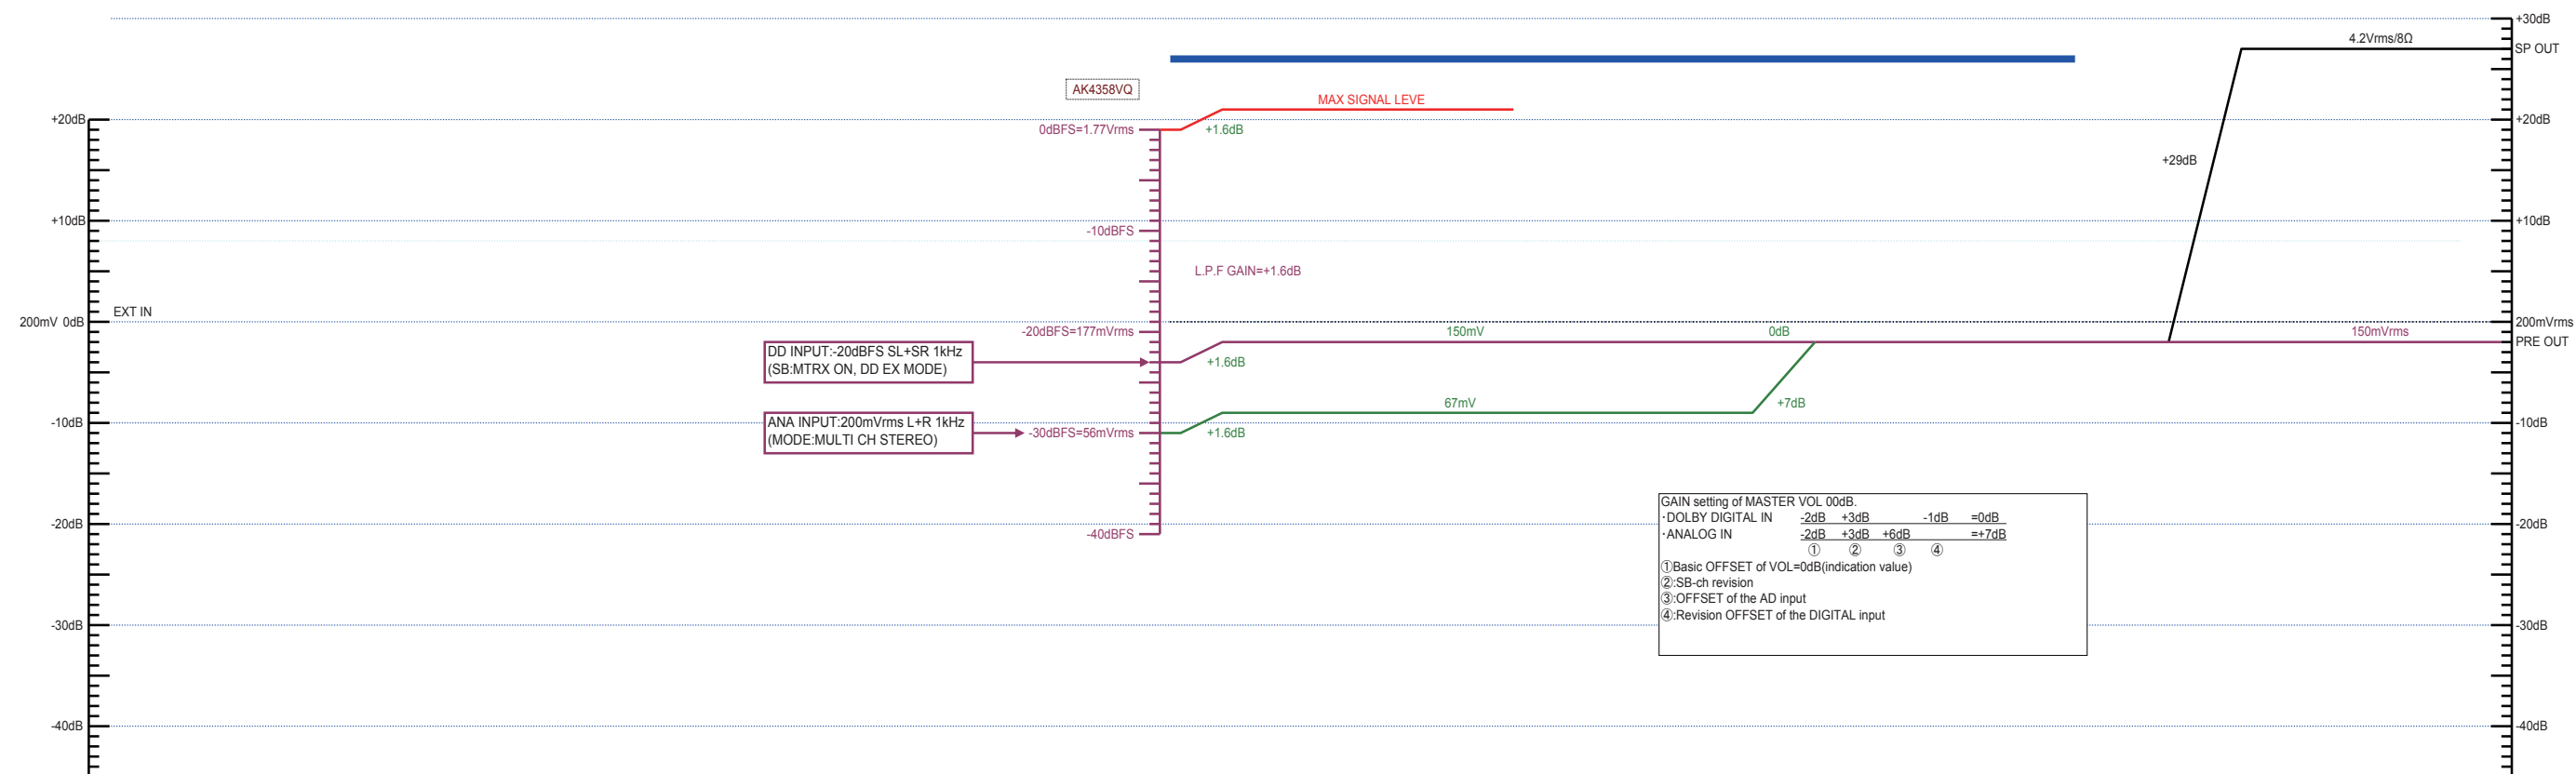 +30dB
4.2Vrms/8Ω
SP OUT
AK4358VQ
MAX SIGNAL LEVE
+20dB
0dBFS=1.77Vrms
+1.6dB
+20dB
+29dB
+10dB
-10dBFS
+10dB
L.P.F GAIN=+1.6dB
EXT IN
200mV 0dB
-20dBFS=177mVrms
150mV
0dB
150mVrms
200mVrms
PRE OUT
DD INPUT:-20dBFS SL+SR 1kHz
(SB:MTRX ON, DD EX MODE)
+1.6dB
67mV
+7dB
-10dB
ANA INPUT:200mVrms L+R 1kHz
(MODE:MULTI CH STEREO)
-30dBFS=56mVrms
+1.6dB
-10dB
GAIN setting of MASTER VOL 00dB.
·DOLBY DIGITAL IN -2dB +3dB -1dB =0dB
·ANALOG IN -2dB +3dB +6dB =+7dB
① ② ③ ④
①Basic OFFSET of VOL=0dB(indication value)
②:SB-ch revision
③:OFFSET of the AD input
④:Revision OFFSET of the DIGITAL input
-20dB
-40dBFS
-20dB
-30dB
-30dB
-40dB
-40dB